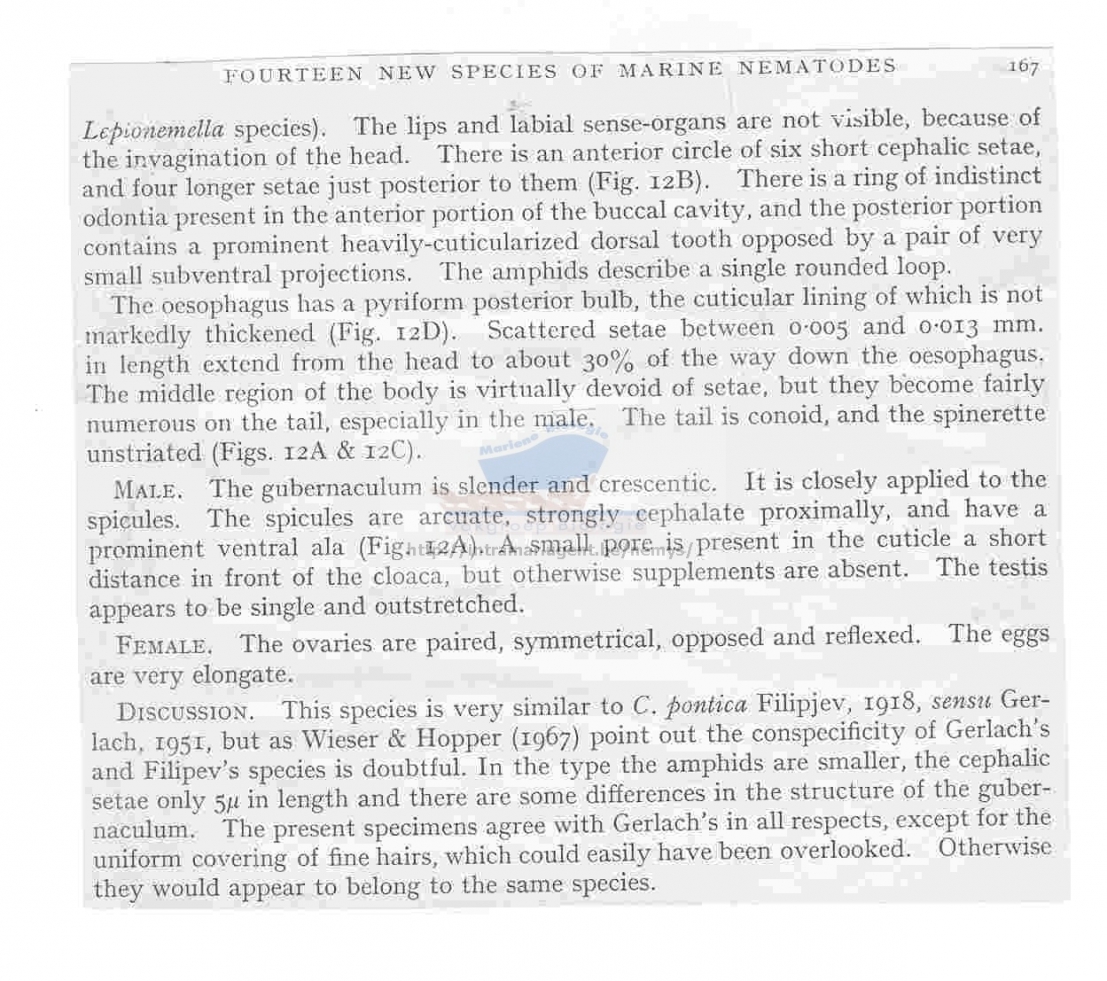 FOURTEEN NEW SPECIES OF MARINE NEMATODES 167
Lepionemella species). The lips and labial sense-organs are not visible, because of
the invagination of the head. There is an anterior circle of six short cephalic setae,
and four longer setae just posterior to them (Fig. 12B). There is a ring of indistinct
odontia present in the anterior portion of the buccal cavity, and the posterior portion
contains a prominent heavily-cuticularized dorsal tooth opposed by a pair of very
small subventral projections. The amphids describe a single rounded loop.
The oesophagus has a pyriform posterior bulb, the cuticular lining of which is not
markedly thickened (Fig. 12D). Scattered setae between 0·005 and 0·013 mm.
in length extend from the head to about 30% of the way down the oesophagus.
The middle region of the body is virtually devoid of setae, but they become fairly
numerous on the tail, especially in the male. The tail is conoid, and the spinerette
unstriated (Figs. 12A & 12C).
MALE. The gubernaculum is slender and crescentic. It is closely applied to the
spicules. The spicules are arcuate, strongly cephalate proximally, and have a
prominent ventral ala (Fig. 12A). A small pore is present in the cuticle a short
distance in front of the cloaca, but otherwise supplements are absent. The testis
appears to be single and outstretched.
FEMALE. The ovaries are paired, symmetrical, opposed and reflexed. The eggs
are very elongate.
DISCUSSION. This species is very similar to C. pontica Filipjev, 1918, sensu Ger-
lach, 1951, but as Wieser & Hopper (1967) point out the conspecificity of Gerlach's
and Filipev's species is doubtful. In the type the amphids are smaller, the cephalic
setae only 5μ in length and there are some differences in the structure of the guber-
naculum. The present specimens agree with Gerlach's in all respects, except for the
uniform covering of fine hairs, which could easily have been overlooked. Otherwise
they would appear to belong to the same species.